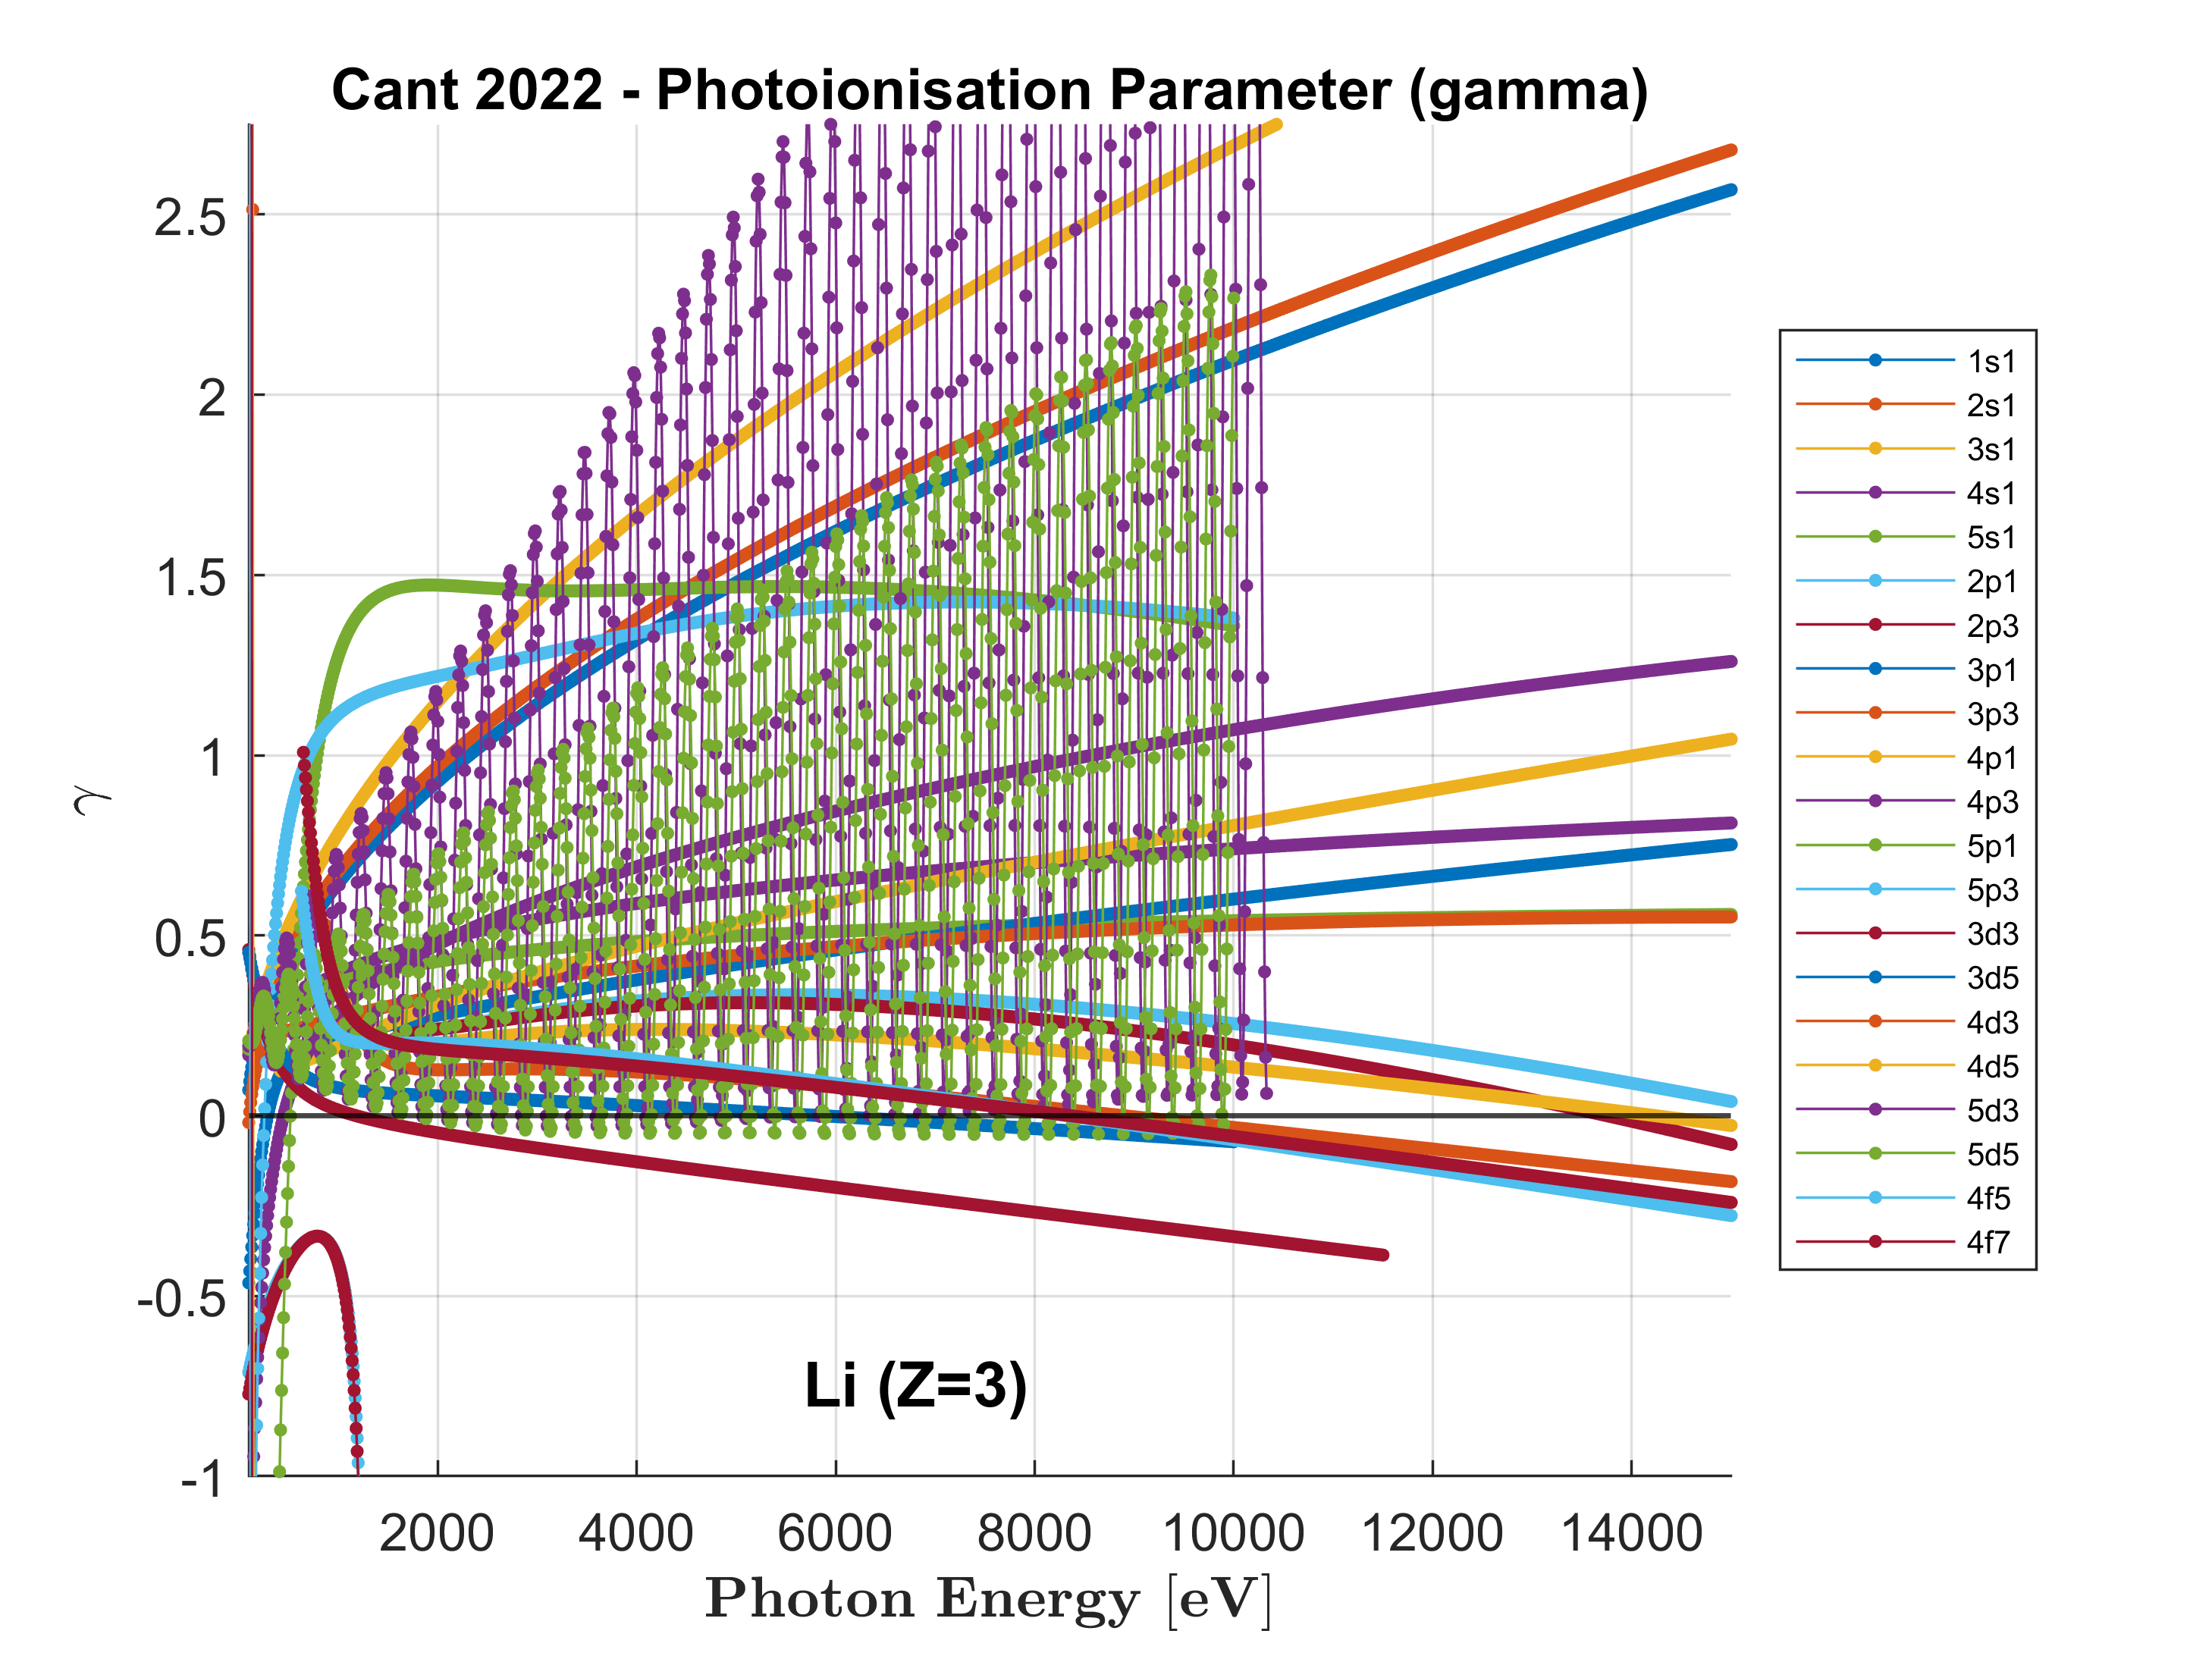 Cant 2022 - Photoionisation Parameter (gamma)
2.5
2
1.5
1
0.5
0
-0.5
-1
γ
2000 4000 6000 8000 10000 12000 14000
Photon Energy [eV]
Li (Z=3)
1s1
2s1
3s1
4s1
5s1
2p1
2p3
3p1
3p3
4p1
4p3
5p1
5p3
3d3
3d5
4d3
4d5
5d3
5d5
4f5
4f7